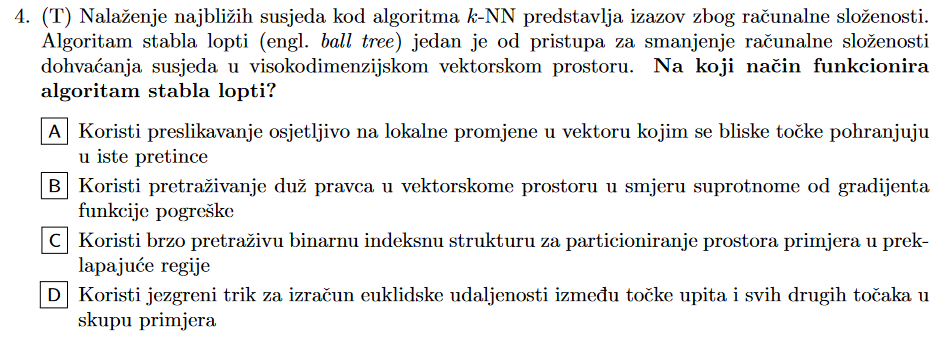 4. (T) Nalaženje najbližih susjeda kod algoritma k-NN predstavlja izazov zbog računalne složenosti.
Algoritam stabla lopti (engl. ball tree) jedan je od pristupa za smanjenje računalne složenosti
dohvaćanja susjeda u visokodimenzijskom vektorskom prostoru. Na koji način funkcionira
algoritam stabla lopti?
A Koristi preslikavanje osjetljivo na lokalne promjene u vektoru kojim se bliske točke pohranjuju
u iste pretince
B Koristi pretraživanje duž pravca u vektorskome prostoru u smjeru suprotnome od gradijenta
funkcije pogreške
C Koristi brzo pretraživu binarnu indeksnu strukturu za particioniranje prostora primjera u prek-
lapajuće regije
D Koristi jezgreni trik za izračun euklidske udaljenosti između točke upita i svih drugih točaka u
skupu primjera